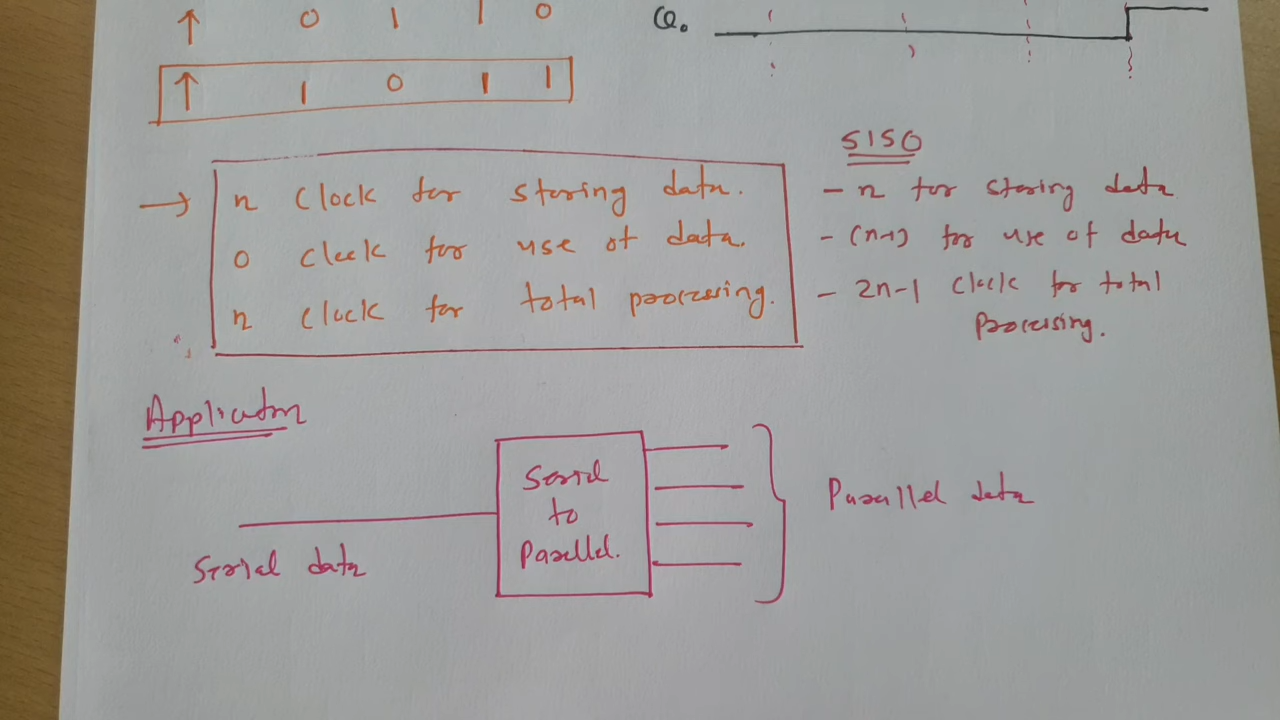 ↑ 0 1 1 0
Q₀
↑ 1 0 1 1
SISO
→ n Clock for storing data.
0 clock for use of data.
n clock for total processing.
- n for storing data
- (n-1) for use of data
- 2n-1 clock for total
processing.
Application
Serial
to
Parallel.
Serial data
Parallel data